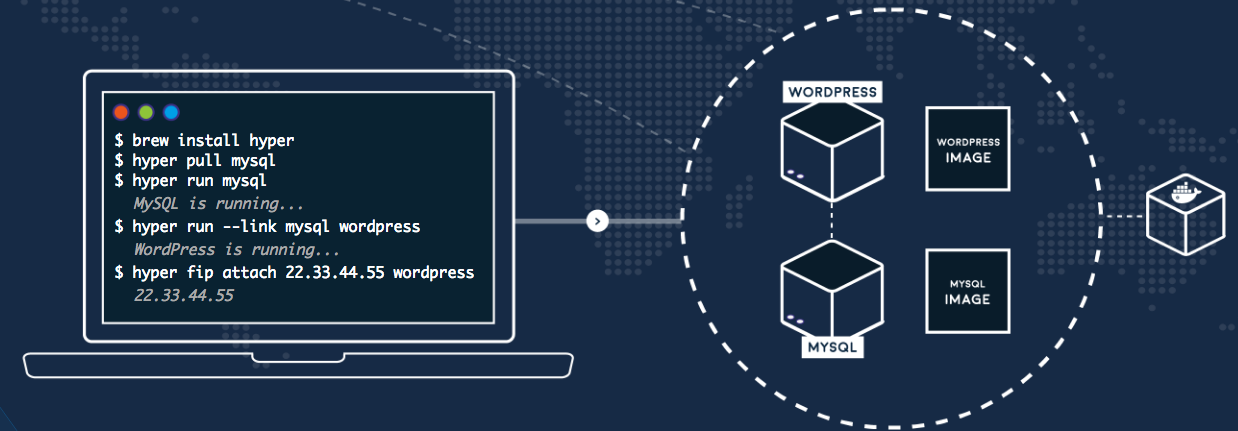 $ brew install hyper
$ hyper pull mysql
$ hyper run mysql
MySQL is running...
$ hyper run --link mysql wordpress
WordPress is running...
$ hyper fip attach 22.33.44.55 wordpress
22.33.44.55
WORDPRESS
WORDPRESS
IMAGE
MYSQL
IMAGE
MYSQL